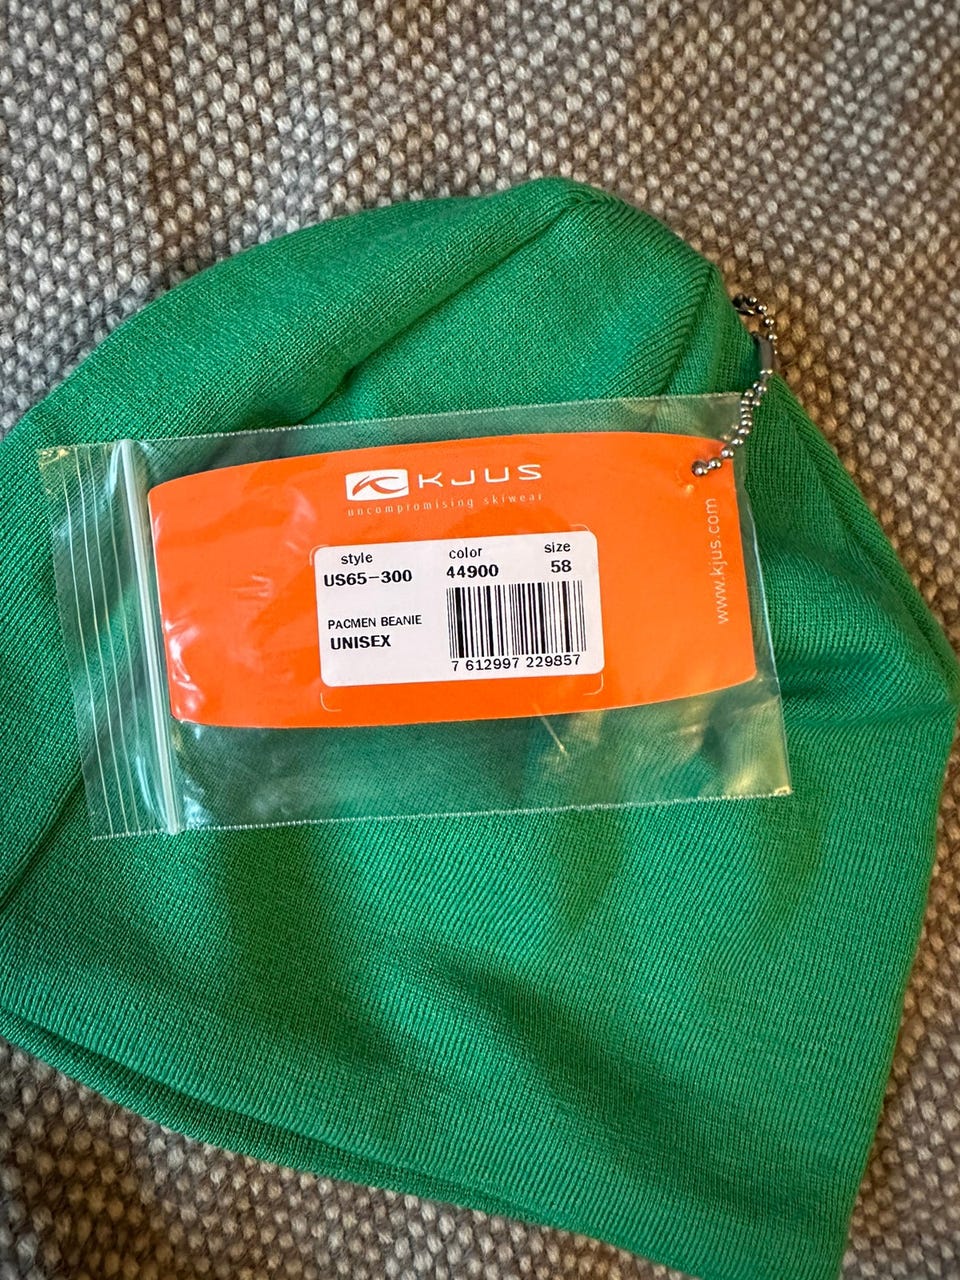 KJUS
uncompromising skiwear
style color size
US65-300 44900 58
PACMEN BEANIE
UNISEX
7 612997 229857
www.kjus.com